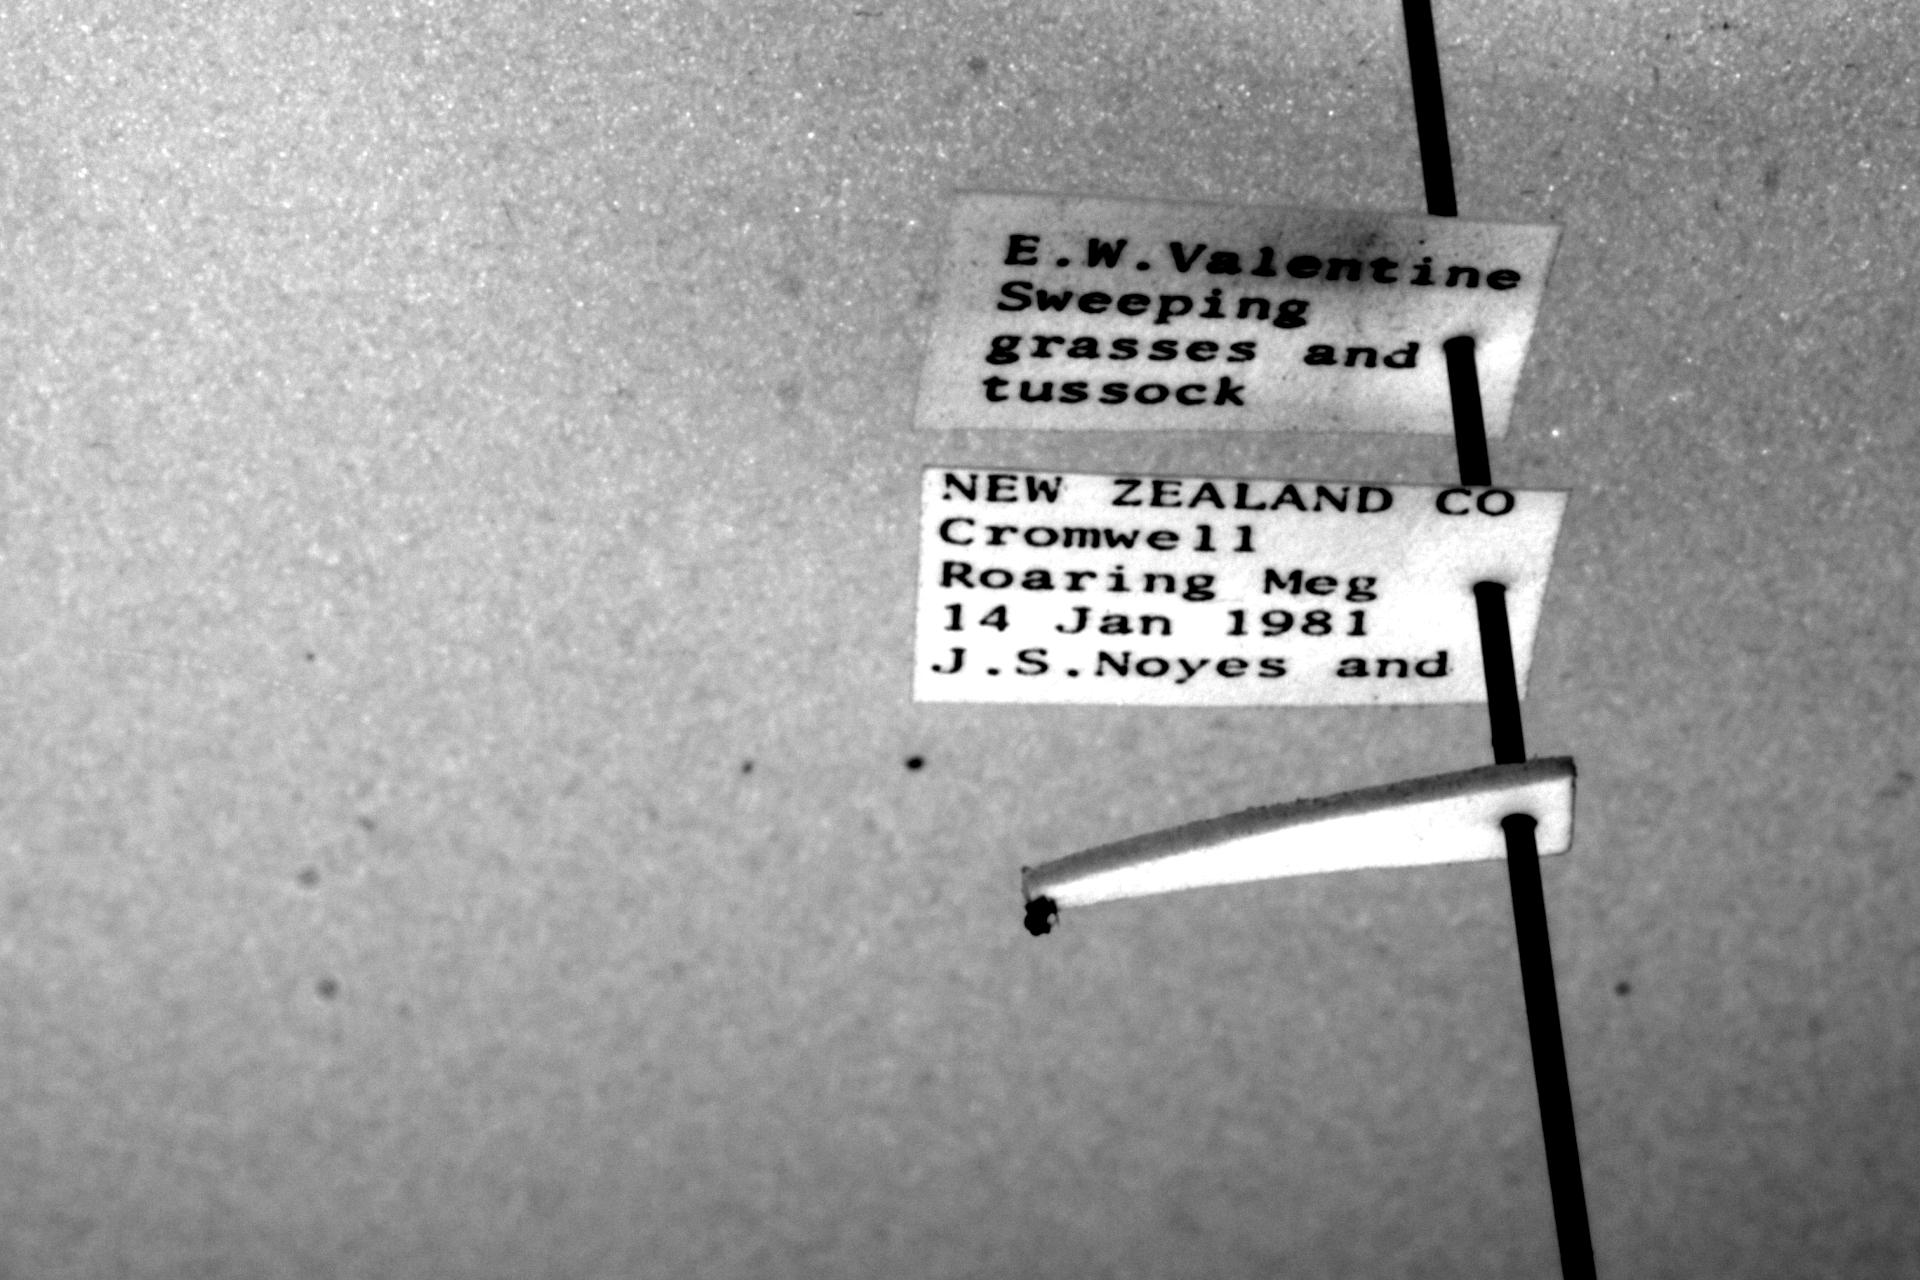 E.W.Valentine
Sweeping
grasses and
tussock
NEW ZEALAND CO
Cromwell
Roaring Meg
14 Jan 1981
J.S.Noyes and